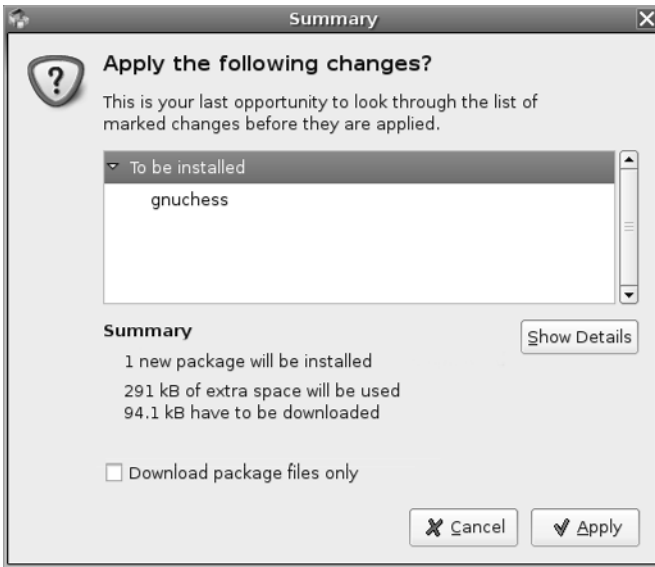 Summary
Apply the following changes?
This is your last opportunity to look through the list of
marked changes before they are applied.
To be installed
gnuchess
Summary
Show Details
1 new package will be installed
291 kB of extra space will be used
94.1 kB have to be downloaded
Download package files only
Cancel
Apply